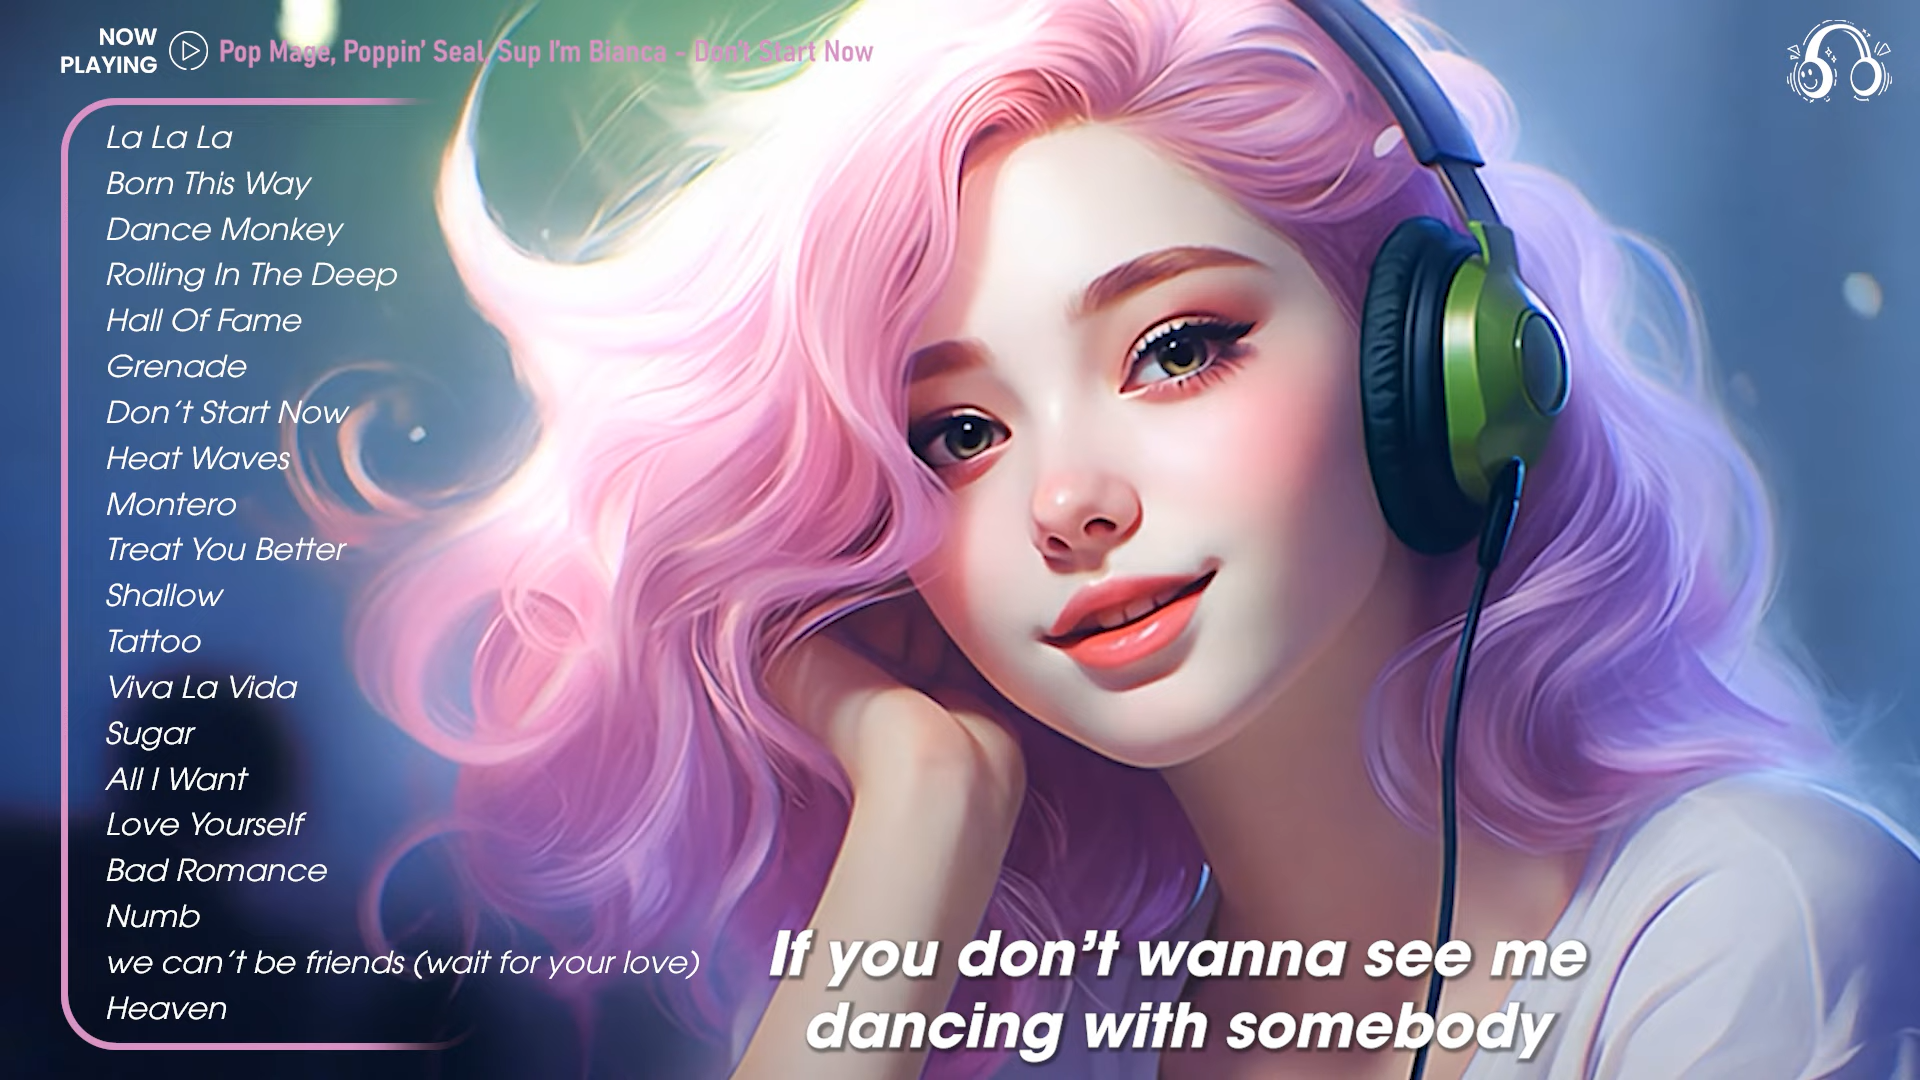 NOW
PLAYING
Pop Mage, Poppin' Seal, Sup I'm Bianca - Don't Start Now
La La La
Born This Way
Dance Monkey
Rolling In The Deep
Hall Of Fame
Grenade
Don't Start Now
Heat Waves
Montero
Treat You Better
Shallow
Tattoo
Viva La Vida
Sugar
All I Want
Love Yourself
Bad Romance
Numb
we can't be friends (wait for your love)
Heaven
If you don't wanna see me
dancing with somebody